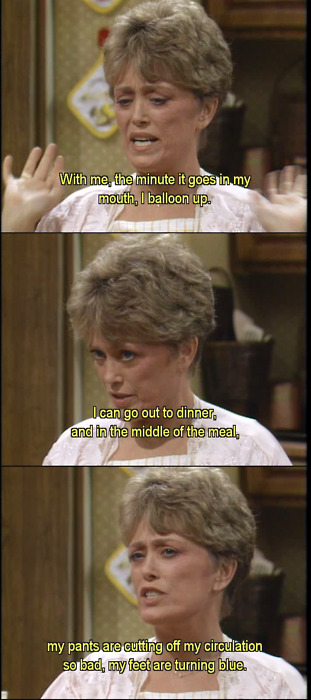 With me, the minute it goes in my
mouth, I balloon up.
I can go out to dinner,
and in the middle of the meal,
my pants are cutting off my circulation
so bad, my feet are turning blue.